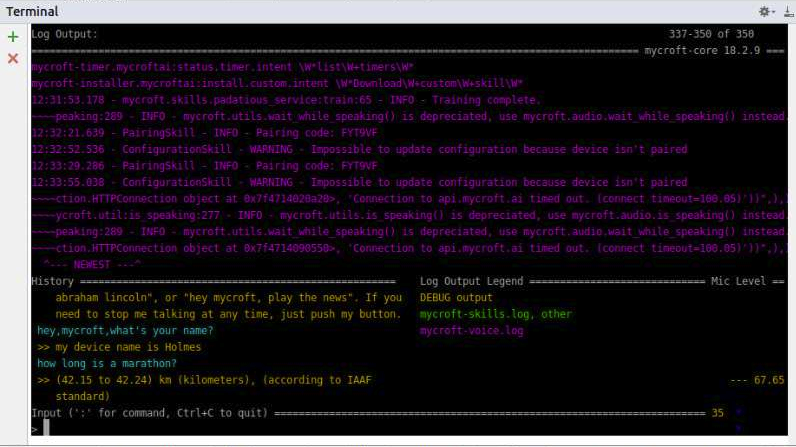 Terminal
Log Output: 337-350 of 350
mycroft-core 18.2.9 ===
mycroft-timer.mycroftai:status.timer.intent \W*list\W+timers\W*
mycroft-installer.mycroftai:install.custom.intent \W*Download\W+custom\W+skill\W*
12:31:53.178 - mycroft.skills.padatious_service:train:65 - INFO - Training complete.
~~~~peaking:289 - INFO - mycroft.utils.wait_while_speaking() is depreciated, use mycroft.audio.wait_while_speaking() instead.
12:32:21.639 - PairingSkill - INFO - Pairing code: FYT9VF
12:32:52.536 - ConfigurationSkill - WARNING - Impossible to update configuration because device isn't paired
12:33:29.286 - PairingSkill - INFO - Pairing code: FYT9VF
12:33:55.038 - ConfigurationSkill - WARNING - Impossible to update configuration because device isn't paired
~~~~ction.HTTPConnection object at 0x7f4714020a20>, 'Connection to api.mycroft.ai timed out. (connect timeout=100.05)'))",),)
~~~~ycroft.util:is_speaking:277 - INFO - mycroft.utils.is_speaking() is depreciated, use mycroft.audio.is_speaking() instead.
~~~~peaking:289 - INFO - mycroft.utils.wait_while_speaking() is depreciated, use mycroft.audio.wait_while_speaking() instead.
~~~~ction.HTTPConnection object at 0x7f4714090550>, 'Connection to api.mycroft.ai timed out. (connect timeout=100.05)'))",),)
^--- NEWEST ---^
History ==================================================== Log Output Legend ============================= Mic Level ==
abraham lincoln", or "hey mycroft, play the news". If you DEBUG output
need to stop me talking at any time, just push my button. mycroft-skills.log, other
hey,mycroft,what's your name? mycroft-voice.log
>> my device name is Holmes
how long is a marathon?
>> (42.15 to 42.24) km (kilometers), (according to IAAF --- 67.65
standard)
Input (':' for command, Ctrl+C to quit) ======================================================================= 35 *
> *